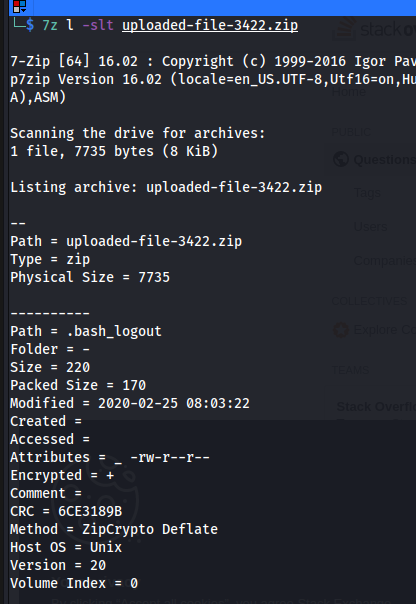 └─$ 7z l -slt uploaded-file-3422.zip
stackove
7-Zip [64] 16.02 : Copyright (c) 1999-2016 Igor Pav
p7zip Version 16.02 (locale=en_US.UTF-8,Utf16=on,Hu
A),ASM)
Home
Scanning the drive for archives:
PUBLIC
1 file, 7735 bytes (8 KiB)
Questions
Listing archive: uploaded-file-3422.zip
Tags
--
Users
Path = uploaded-file-3422.zip
Type = zip
Companies
Physical Size = 7735
COLLECTIVES
----------
Path = .bash_logout
Explore Co
Folder = -
Size = 220
TEAMS
Packed Size = 170
Modified = 2020-02-25 08:03:22
Stack Overfl
Created =
Accessed =
Attributes = _ -rw-r--r--
Encrypted = +
Comment =
CRC = 6CE3189B
Method = ZipCrypto Deflate
Host OS = Unix
Version = 20
Volume Index = 0